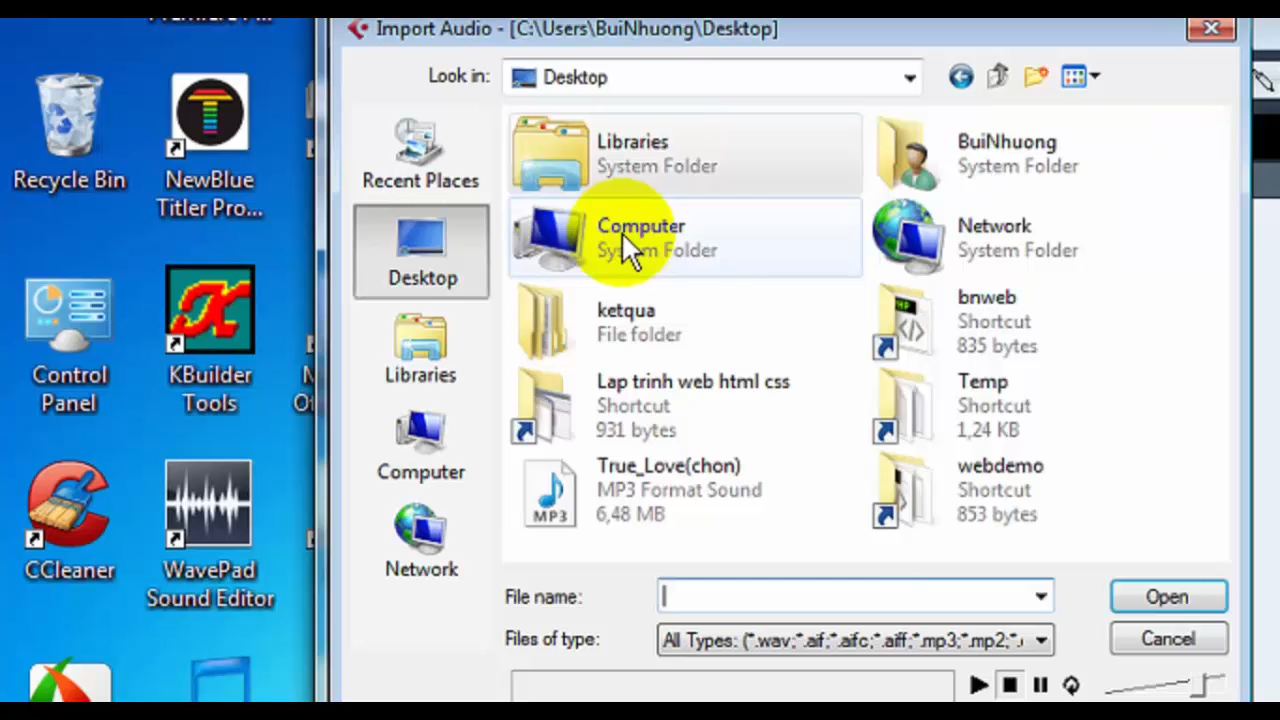 Import Audio - [C:\Users\BuiNhuong\Desktop]
Look in:
Desktop
Recycle Bin
NewBlue
Titler Pro...
Control
Panel
KBuilder
Tools
CCleaner
WavePad
Sound Editor
Recent Places
Desktop
Libraries
Computer
Network
Libraries
System Folder
BuiNhuong
System Folder
Computer
System Folder
Network
System Folder
ketqua
File folder
bnweb
Shortcut
835 bytes
Lap trinh web html css
Shortcut
931 bytes
Temp
Shortcut
1,24 KB
True_Love(chon)
MP3 Format Sound
6,48 MB
MP3
webdemo
Shortcut
853 bytes
File name:
Open
Files of type:
All Types: (*.wav;*.aif;*.aifc;*.aiff;*.mp3;*.mp2;*.
Cancel